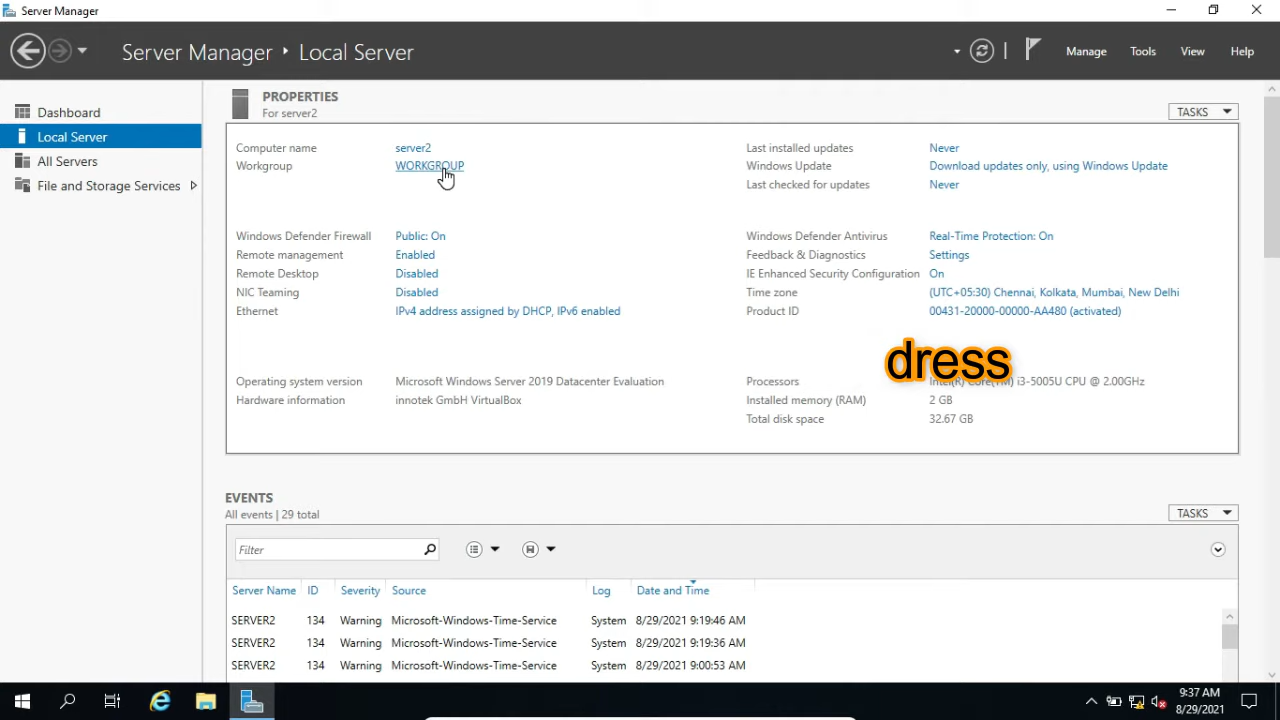 Server Manager
Server Manager ‣ Local Server
Manage Tools View Help
Dashboard
Local Server
All Servers
File and Storage Services
PROPERTIES
For server2
TASKS
Computer name server2
Workgroup WORKGROUP
Last installed updates Never
Windows Update Download updates only, using Windows Update
Last checked for updates Never
Windows Defender Firewall Public: On
Remote management Enabled
Remote Desktop Disabled
NIC Teaming Disabled
Ethernet IPv4 address assigned by DHCP, IPv6 enabled
Windows Defender Antivirus Real-Time Protection: On
Feedback & Diagnostics Settings
IE Enhanced Security Configuration On
Time zone (UTC+05:30) Chennai, Kolkata, Mumbai, New Delhi
Product ID 00431-20000-00000-AA480 (activated)
dress
Operating system version Microsoft Windows Server 2019 Datacenter Evaluation
Hardware information innotek GmbH VirtualBox
Processors Intel(R) Core(TM) i3-5005U CPU @ 2.00GHz
Installed memory (RAM) 2 GB
Total disk space 32.67 GB
EVENTS
All events | 29 total
TASKS
Filter
Server Name ID Severity Source Log Date and Time
SERVER2 134 Warning Microsoft-Windows-Time-Service System 8/29/2021 9:19:46 AM
SERVER2 134 Warning Microsoft-Windows-Time-Service System 8/29/2021 9:19:36 AM
SERVER2 134 Warning Microsoft-Windows-Time-Service System 8/29/2021 9:00:53 AM
9:37 AM
8/29/2021